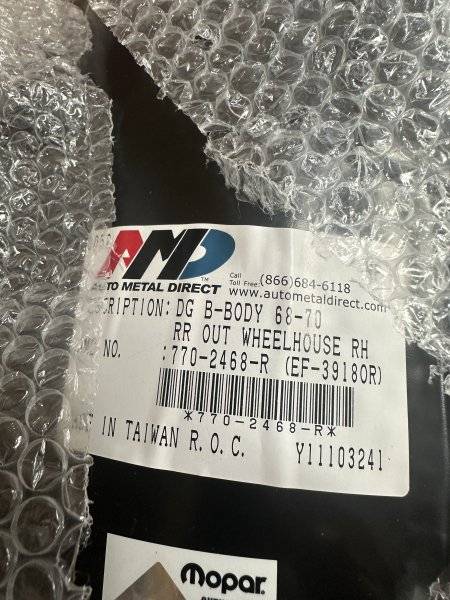 AMD
AUTO METAL DIRECT
Call
Toll Free: (866)684-6118
www.autometaldirect.com
CRIPTION: DG B-BODY 68-70
RR OUT WHEELHOUSE RH
NO. :770-2468-R (EF-39180R)
*770-2468-R*
IN TAIWAN R.O.C. Y11103241
Mopar